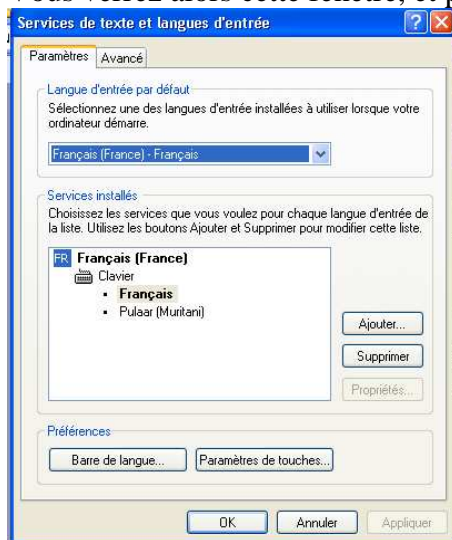 vous verrez alors cette fenêtre, et p
Services de texte et langues d'entrée
Paramètres Avancé
Langue d'entrée par défaut
Sélectionnez une des langues d'entrée installées à utiliser lorsque votre
ordinateur démarre.
Français (France) - Français
Services installés
Choisissez les services que vous voulez pour chaque langue d'entrée de
la liste. Utilisez les boutons Ajouter et Supprimer pour modifier cette liste.
FR Français (France)
Clavier
• Français
• Pulaar (Muritani)
Ajouter...
Supprimer
Propriétés...
Préférences
Barre de langue... Paramètres de touches...
OK Annuler Appliquer